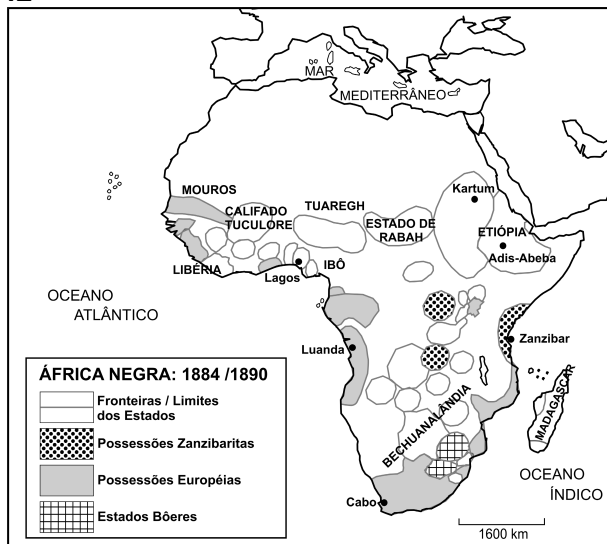 MAR
MEDITERRÂNEO
MOUROS
Kartum
CALIFADO
TUCULORE
TUAREGH
ESTADO DE
RABAH
ETIÓPIA
Adis-Abeba
LIBÉRIA
Lagos
IBÔ
OCEANO
ATLÂNTICO
Luanda
Zanzibar
ÁFRICA NEGRA: 1884 /1890
Fronteiras / Limites
dos Estados
Possessões Zanzibaritas
Possessões Européias
Estados Bôeres
BECHUANALÂNDIA
MADAGASCAR
Cabo
OCEANO
ÍNDICO
1600 km